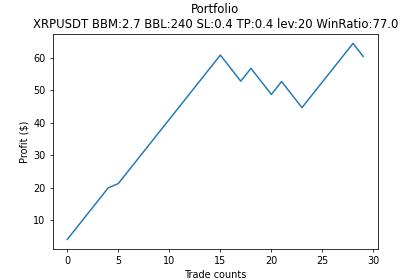 Portfolio
XRPUSDT BBM:2.7 BBL:240 SL:0.4 TP:0.4 lev:20 WinRatio:77.0
60
50
40
30
20
10
Profit ($)
0 5 10 15 20 25 30
Trade counts